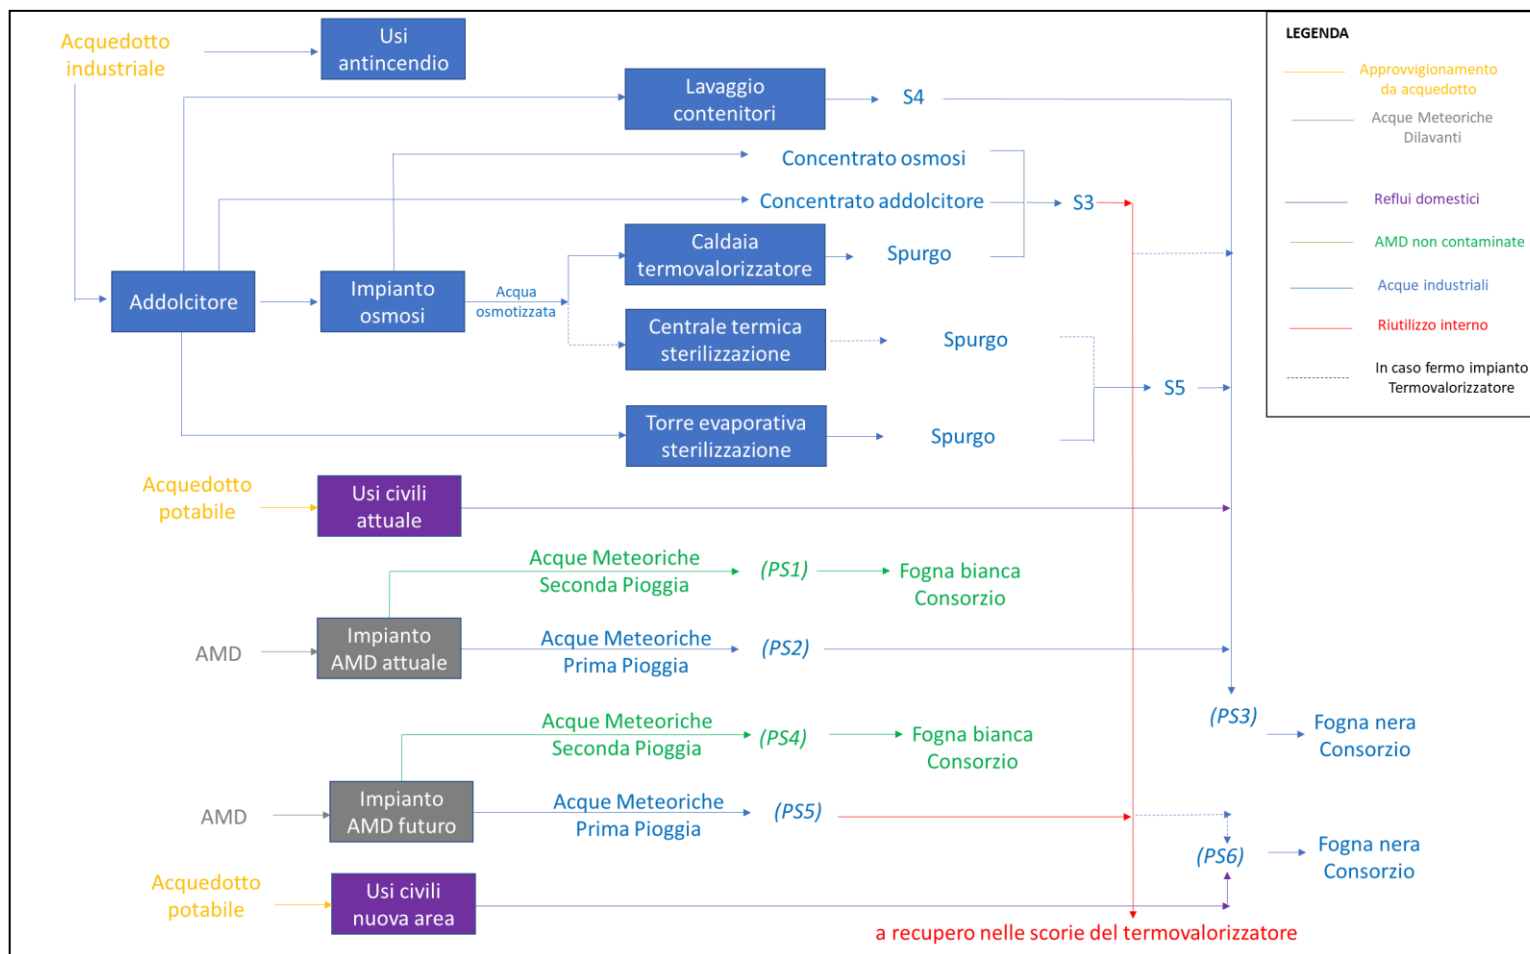 Acquedotto
industriale
Usi
antincendio
Lavaggio
contenitori
S4
Concentrato osmosi
Concentrato addolcitore
S3
Caldaia
termovalorizzatore
Spurgo
Addolcitore
Impianto
osmosi
Acqua
osmotizzata
Centrale termica
sterilizzazione
Spurgo
S5
Torre evaporativa
sterilizzazione
Spurgo
Acquedotto
potabile
Usi civili
attuale
Acque Meteoriche
Seconda Pioggia
(PS1)
Fogna bianca
Consorzio
AMD
Impianto
AMD attuale
Acque Meteoriche
Prima Pioggia
(PS2)
(PS3)
Fogna nera
Consorzio
Acque Meteoriche
Seconda Pioggia
(PS4)
Fogna bianca
Consorzio
AMD
Impianto
AMD futuro
Acque Meteoriche
Prima Pioggia
(PS5)
(PS6)
Fogna nera
Consorzio
Acquedotto
potabile
Usi civili
nuova area
a recupero nelle scorie del termovalorizzatore
LEGENDA
Approvvigionamento
da acquedotto
Acque Meteoriche
Dilavanti
Reflui domestici
AMD non contaminate
Acque industriali
Riutilizzo interno
In caso fermo impianto
Termovalorizzatore